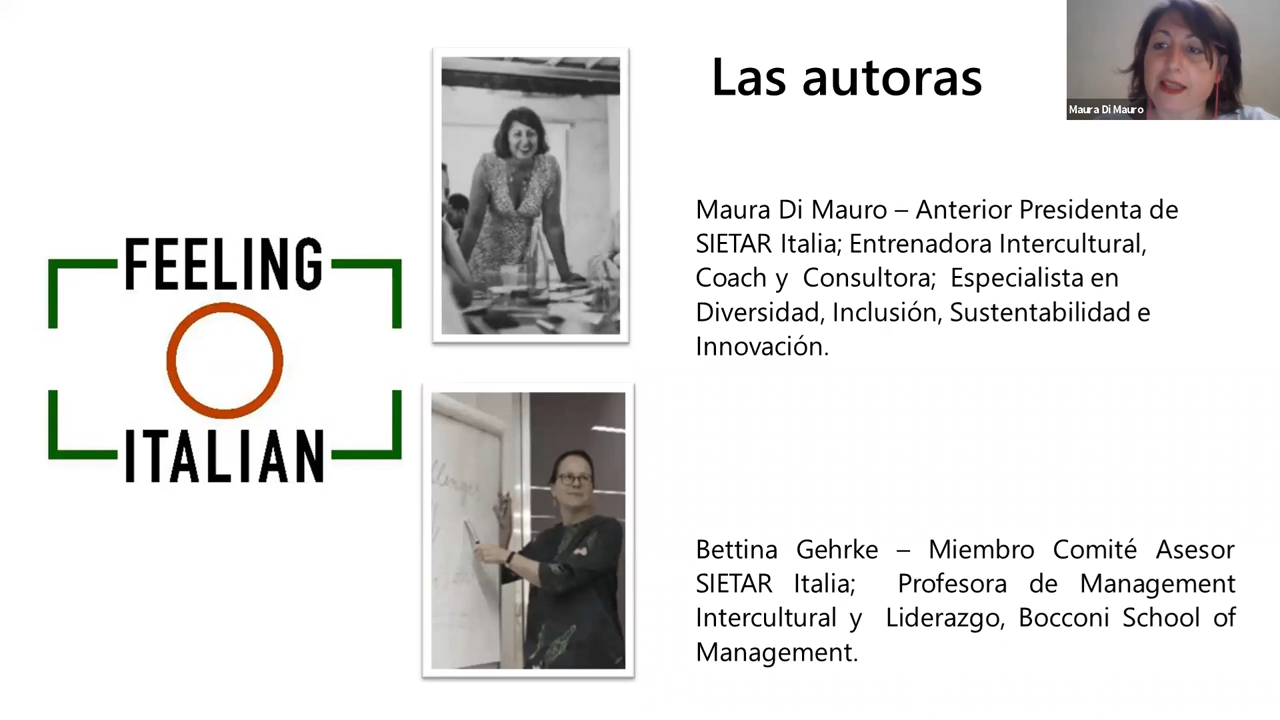 Las autoras
Maura Di Mauro
FEELING
ITALIAN
Maura Di Mauro – Anterior Presidenta de
SIETAR Italia; Entrenadora Intercultural,
Coach y Consultora; Especialista en
Diversidad, Inclusión, Sustentabilidad e
Innovación.
Bettina Gehrke – Miembro Comité Asesor
SIETAR Italia; Profesora de Management
Intercultural y Liderazgo, Bocconi School of
Management.